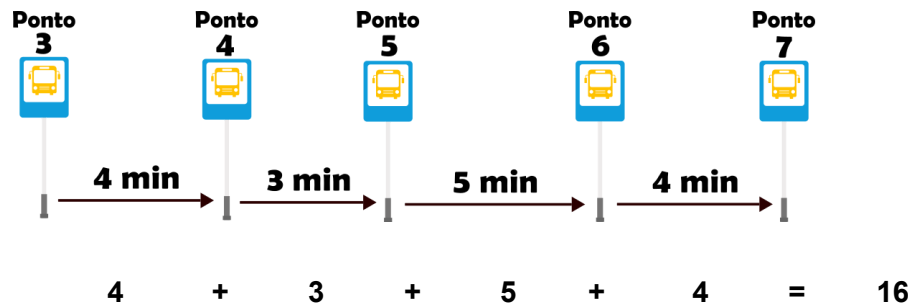 Ponto Ponto Ponto Ponto Ponto
3 4 5 6 7
4 min 3 min 5 min 4 min
4 + 3 + 5 + 4 = 16